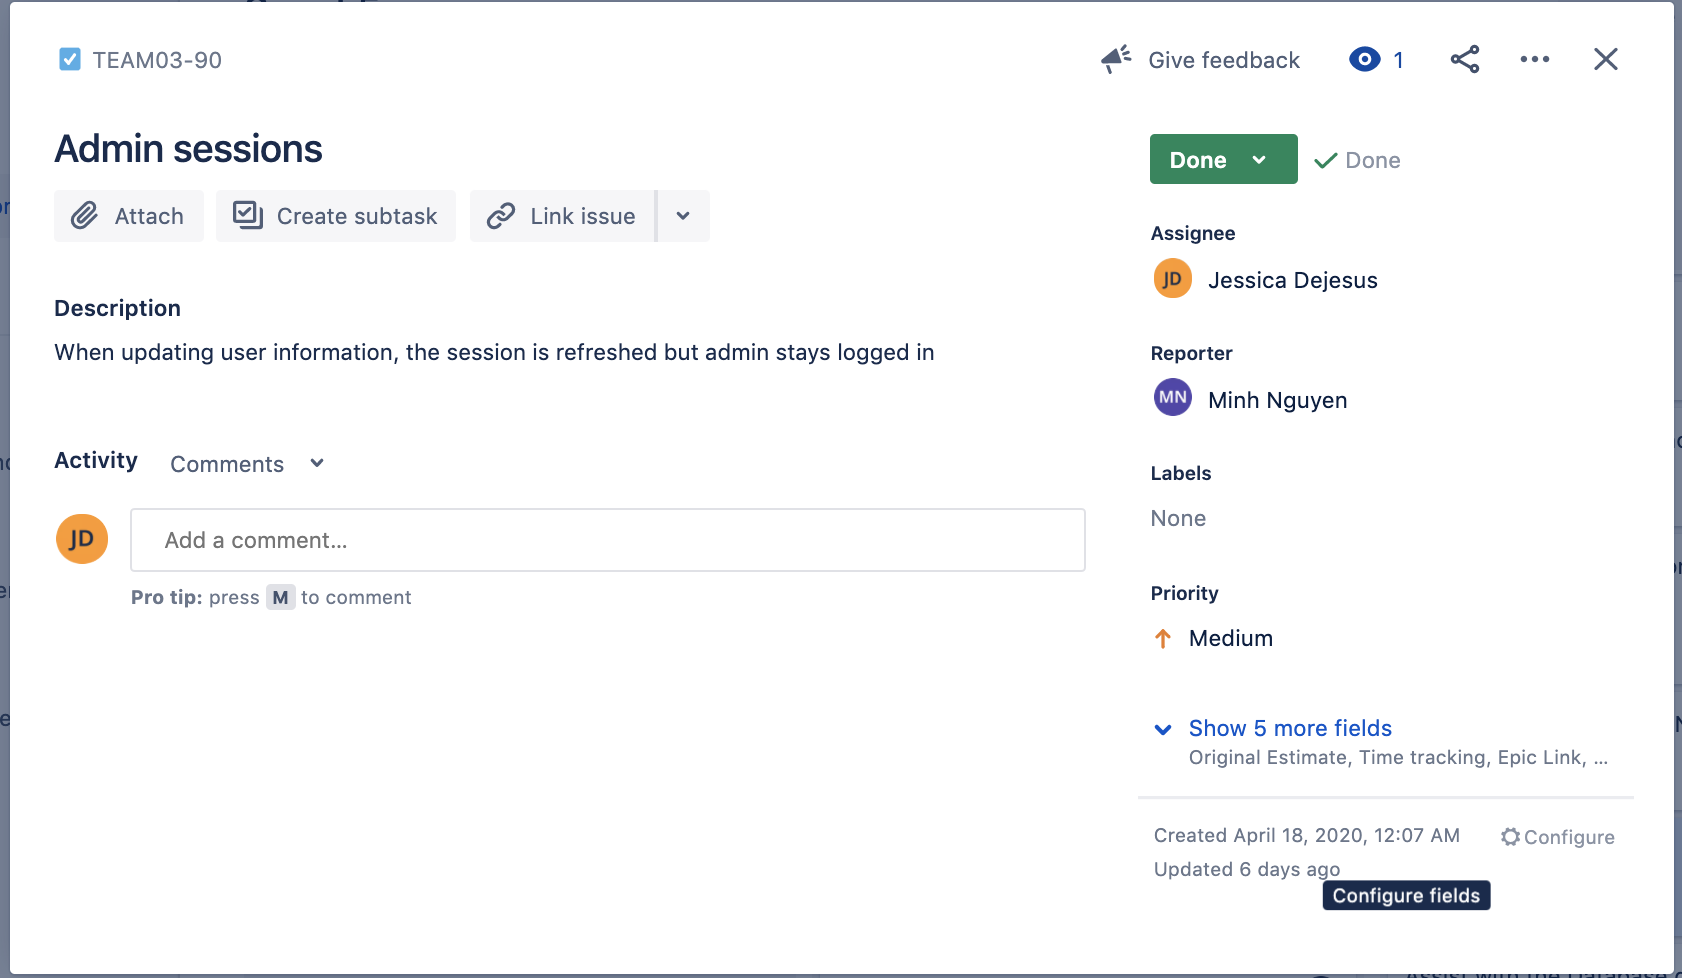 TEAM03-90
Give feedback
1
Admin sessions
Done
Done
Attach
Create subtask
Link issue
Assignee
JD
Jessica Dejesus
Description
When updating user information, the session is refreshed but admin stays logged in
Reporter
MN
Minh Nguyen
Activity
Comments
Labels
None
JD
Add a comment...
Pro tip: press M to comment
Priority
Medium
Show 5 more fields
Original Estimate, Time tracking, Epic Link, ...
Created April 18, 2020, 12:07 AM
Configure
Updated 6 days ago
Configure fields